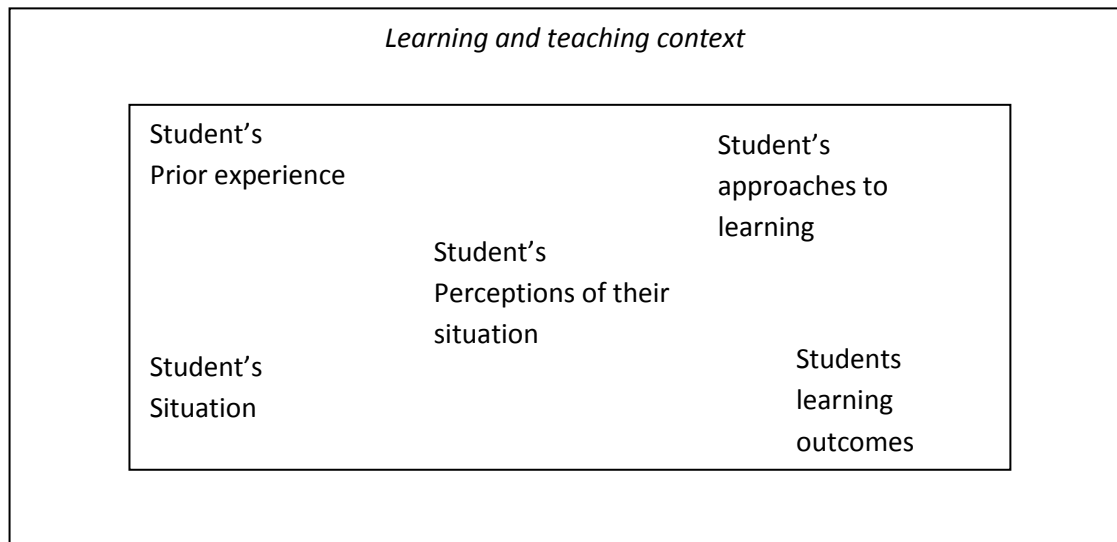 Learning and teaching context
Student’s
Prior experience
Student’s
approaches to
learning
Student’s
Perceptions of their
situation
Student’s
Situation
Students
learning
outcomes